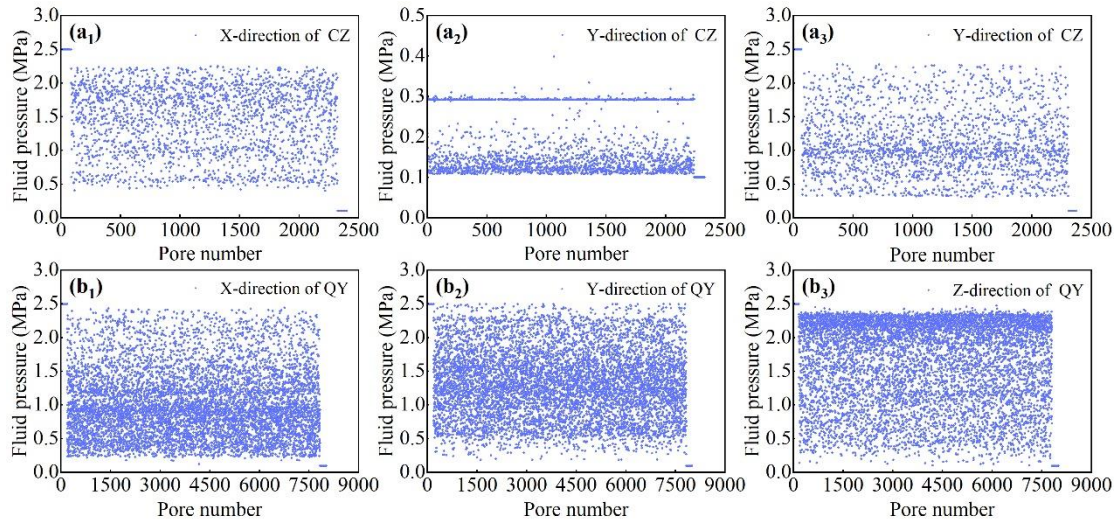 (a1) X-direction of CZ
Fluid pressure (MPa)
3.0
2.5
2.0
1.5
1.0
0.5
0.0
0 500 1000 1500 2000 2500
Pore number
(a2) Y-direction of CZ
Fluid pressure (MPa)
0.5
0.4
0.3
0.2
0.1
0.0
0 500 1000 1500 2000 2500
Pore number
(a3) Y-direction of CZ
Fluid pressure (MPa)
3.0
2.5
2.0
1.5
1.0
0.5
0.0
0 500 1000 1500 2000 2500
Pore number
(b1) X-direction of QY
Fluid pressure (MPa)
3.0
2.5
2.0
1.5
1.0
0.5
0.0
0 1500 3000 4500 6000 7500 9000
Pore number
(b2) Y-direction of QY
Fluid pressure (MPa)
3.0
2.5
2.0
1.5
1.0
0.5
0.0
0 1500 3000 4500 6000 7500 9000
Pore number
(b3) Z-direction of QY
Fluid pressure (MPa)
3.0
2.5
2.0
1.5
1.0
0.5
0.0
0 1500 3000 4500 6000 7500 9000
Pore number